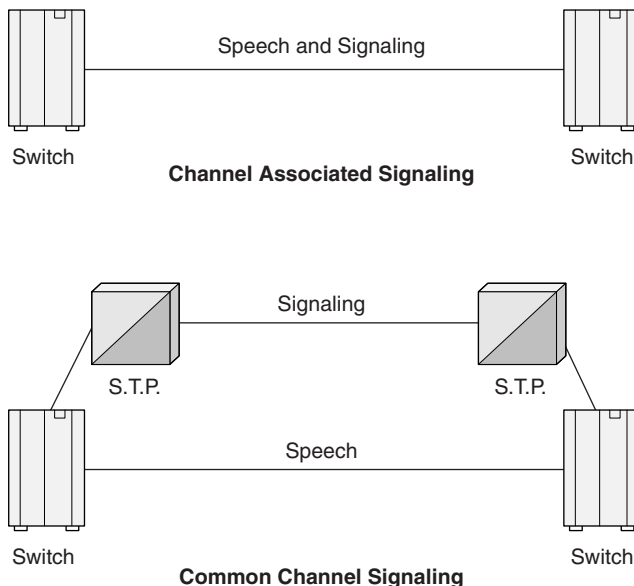 Speech and Signaling
Switch
Switch
Channel Associated Signaling
Signaling
S.T.P.
S.T.P.
Speech
Switch
Switch
Common Channel Signaling